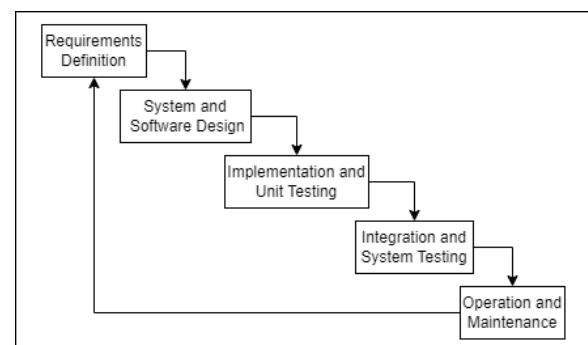 Requirements
Definition
System and
Software Design
Implementation and
Unit Testing
Integration and
System Testing
Operation and
Maintenance